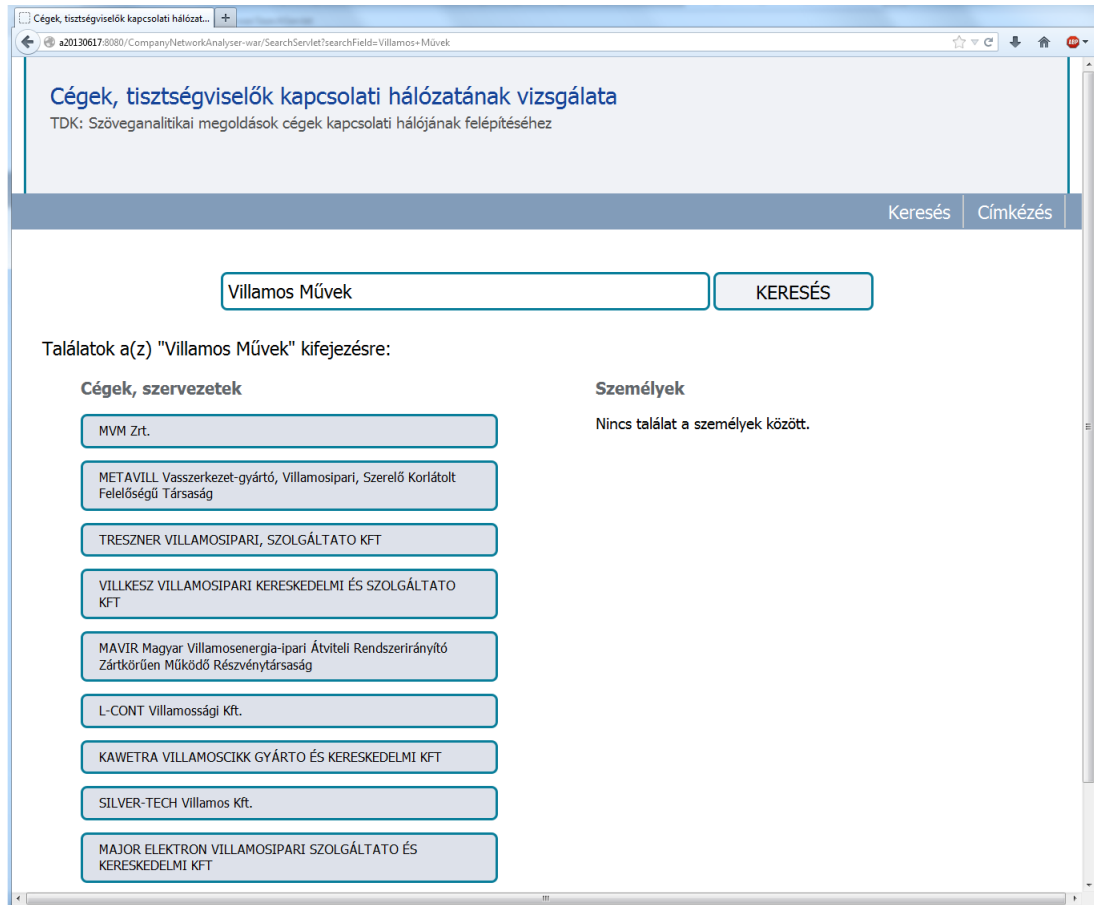 Cégek, tisztségviselők kapcsolati hálózat...
a20130617:8080/CompanyNetworkAnalyser-war/SearchServlet?searchField=Villamos+Művek
ABP
Cégek, tisztségviselők kapcsolati hálózatának vizsgálata
TDK: Szöveganalitikai megoldások cégek kapcsolati hálójának felépítéséhez
Keresés
Címkézés
Villamos Művek
KERESÉS
Találatok a(z) "Villamos Művek" kifejezésre:
Cégek, szervezetek
MVM Zrt.
METAVILL Vasszerkezet-gyártó, Villamosipari, Szerelő Korlátolt
Felelőségű Társaság
TRESZNER VILLAMOSIPARI, SZOLGÁLTATO KFT
VILLKESZ VILLAMOSIPARI KERESKEDELMI ÉS SZOLGÁLTATO
KFT
MAVIR Magyar Villamosenergia-ipari Átviteli Rendszerirányító
Zártkörűen Működő Részvénytársaság
L-CONT Villamossági Kft.
KAWETRA VILLAMOSCIKK GYÁRTO ÉS KERESKEDELMI KFT
SILVER-TECH Villamos Kft.
MAJOR ELEKTRON VILLAMOSIPARI SZOLGÁLTATO ÉS
KERESKEDELMI KFT
Személyek
Nincs találat a személyek között.